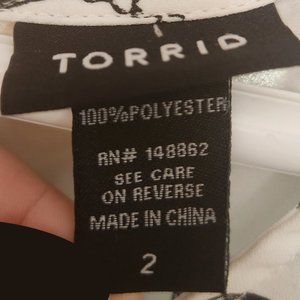 TORRID
100%POLYESTER
RN# 148862
SEE CARE
ON REVERSE
MADE IN CHINA
2